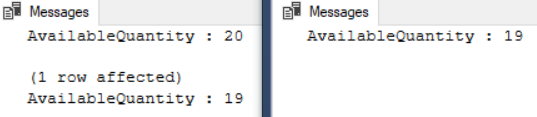 Messages
AvailableQuantity : 20
(1 row affected)
AvailableQuantity : 19
Messages
AvailableQuantity : 19